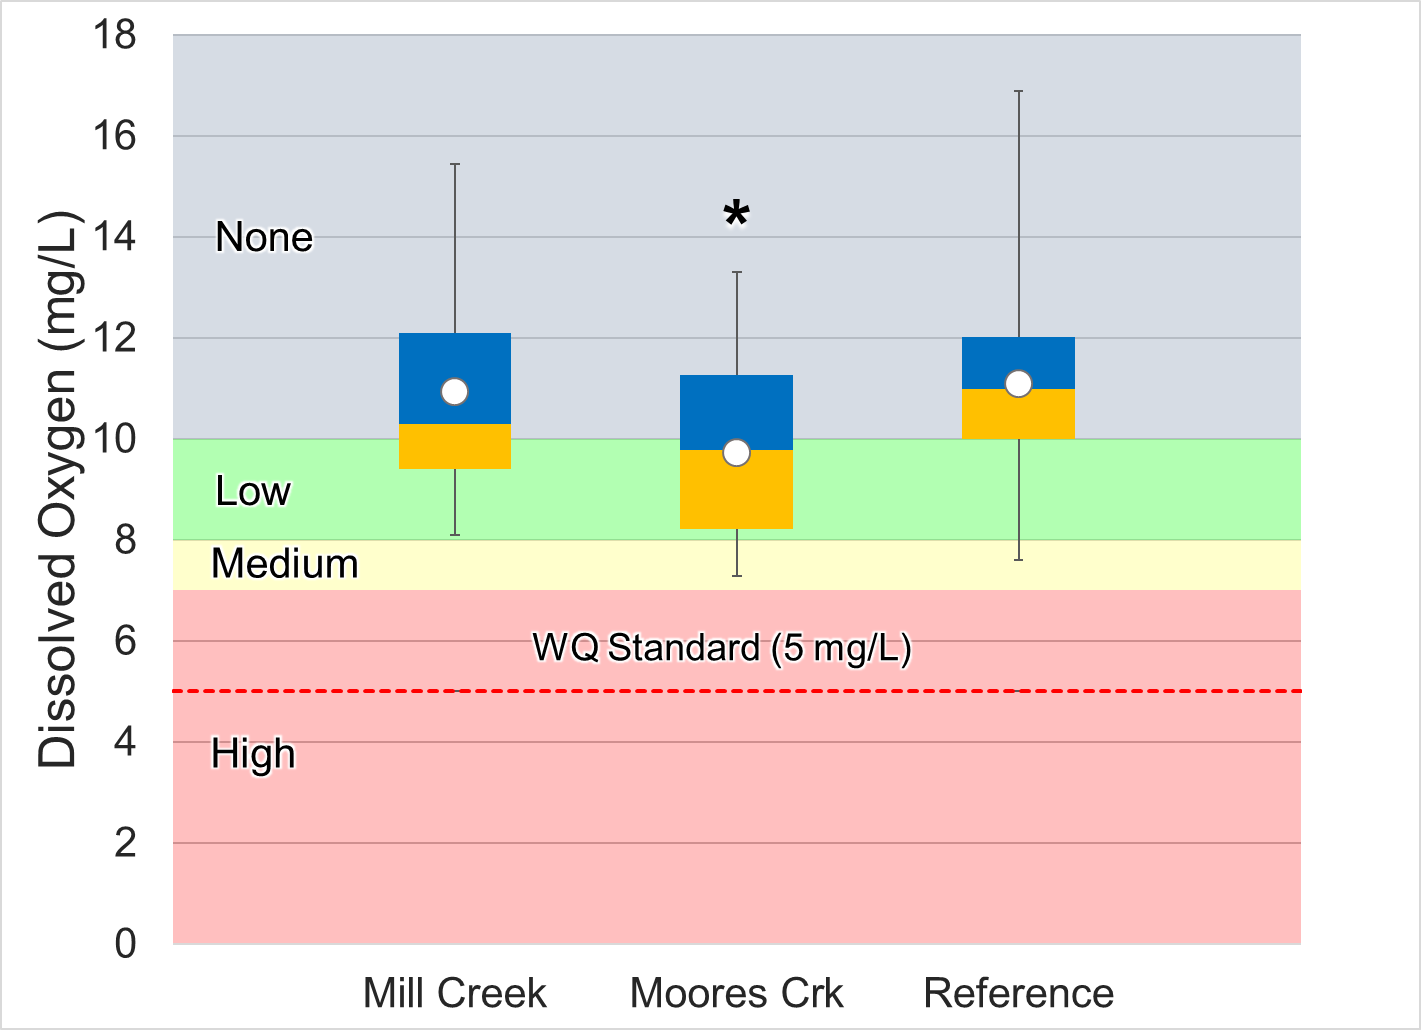 18
16
14
12
10
8
6
4
2
0
Dissolved Oxygen (mg/L)
None
*
Low
Medium
WQ Standard (5 mg/L)
High
Mill Creek
Moores Crk
Reference